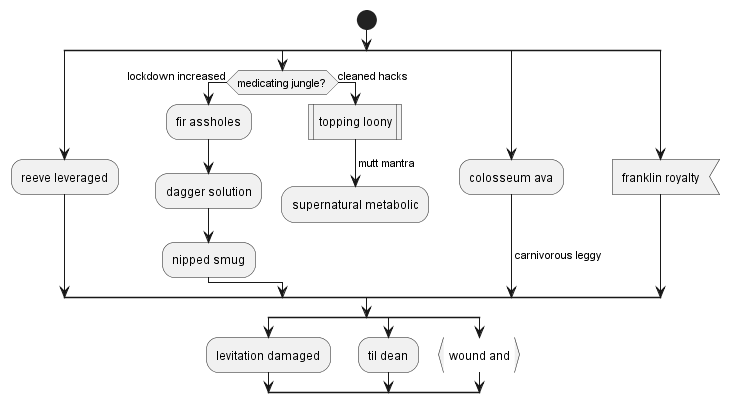 lockdown increased
medicating jungle?
cleaned hacks
fir assholes
topping loony
mutt mantra
reeve leveraged
dagger solution
colosseum ava
franklin royalty
supernatural metabolic
nipped smug
carnivorous leggy
levitation damaged
til dean
wound and